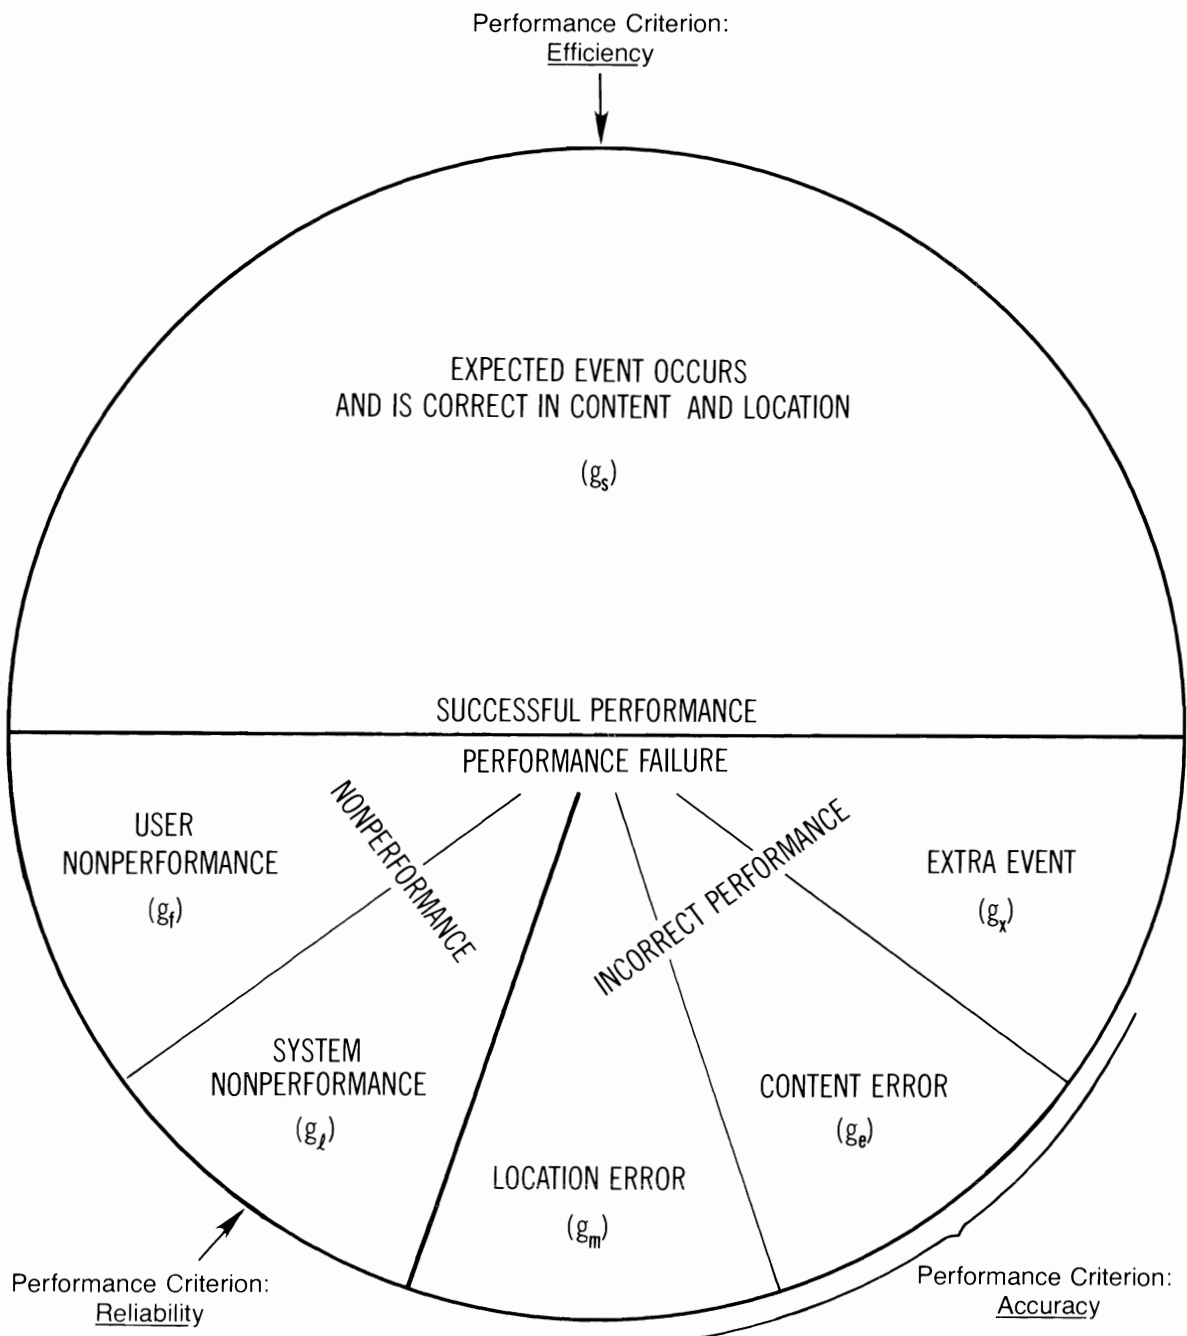 Performance Criterion:
Efficiency
EXPECTED EVENT OCCURS
AND IS CORRECT IN CONTENT AND LOCATION
(gₛ)
SUCCESSFUL PERFORMANCE
PERFORMANCE FAILURE
NONPERFORMANCE
INCORRECT PERFORMANCE
USER
NONPERFORMANCE
(g_f)
EXTRA EVENT
(gₓ)
SYSTEM
NONPERFORMANCE
(g_ℓ)
CONTENT ERROR
(gₑ)
LOCATION ERROR
(gₘ)
Performance Criterion:
Reliability
Performance Criterion:
Accuracy